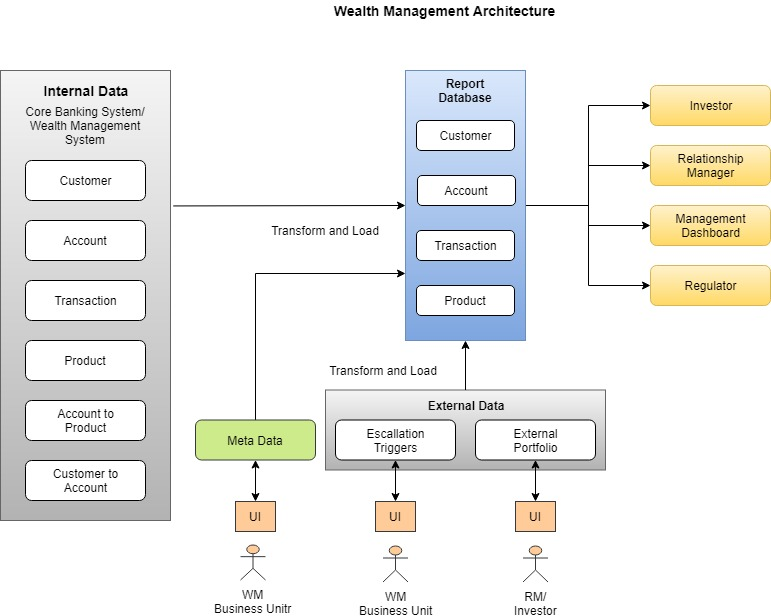 Wealth Management Architecture
Internal Data
Core Banking System/
Wealth Management
System
Customer
Account
Transaction
Product
Account to
Product
Customer to
Account
Transform and Load
Report
Database
Customer
Account
Transaction
Product
Investor
Relationship
Manager
Management
Dashboard
Regulator
Transform and Load
External Data
Escallation
Triggers
External
Portfolio
Meta Data
UI
UI
UI
WM
Business Unitr
WM
Business Unit
RM/
Investor